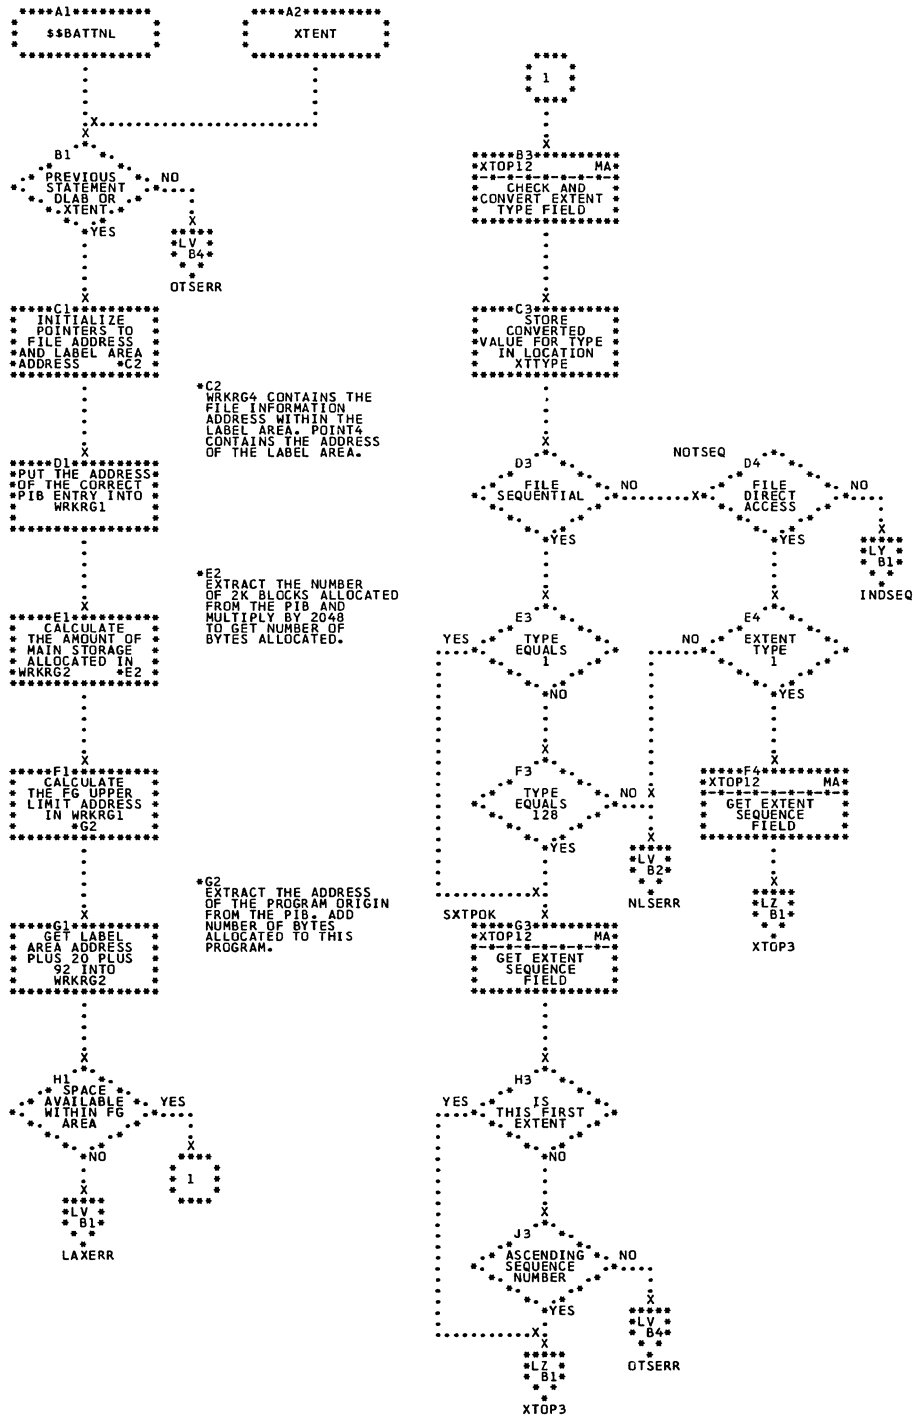 A1
$$BATTNL
A2
XTENT
B1
PREVIOUS
STATEMENT
DLAB OR
XTENT
NO
YES
LV
B4
OTSERR
C1
INITIALIZE
POINTERS TO
FILE ADDRESS
AND LABEL AREA
ADDRESS *C2
*C2
WRKRG4 CONTAINS THE
FILE INFORMATION
ADDRESS WITHIN THE
LABEL AREA. POINT4
CONTAINS THE ADDRESS
OF THE LABEL AREA.
D1
PUT THE ADDRESS
OF THE CORRECT
PIB ENTRY INTO
WRKRG1
*E2
EXTRACT THE NUMBER
OF 2K BLOCKS ALLOCATED
FROM THE PIB AND
MULTIPLY BY 2048
TO GET NUMBER OF
BYTES ALLOCATED.
E1
CALCULATE
THE AMOUNT OF
MAIN STORAGE
ALLOCATED IN
WRKRG2 *E2
F1
CALCULATE
THE FG UPPER
LIMIT ADDRESS
IN WRKRG1
*G2
*G2
EXTRACT THE ADDRESS
OF THE PROGRAM ORIGIN
FROM THE PIB. ADD
NUMBER OF BYTES
ALLOCATED TO THIS
PROGRAM.
G1
GET LABEL
AREA ADDRESS
PLUS 20 PLUS
92 INTO
WRKRG2
H1
SPACE
AVAILABLE
WITHIN FG
AREA
YES
NO
1
LV
B1
LAXERR
1
B3
XTOP12 MA
CHECK AND
CONVERT EXTENT
TYPE FIELD
C3
STORE
CONVERTED
VALUE FOR TYPE
IN LOCATION
XTTYPE
D3
FILE
SEQUENTIAL
NO
YES
NOTSEQ
D4
FILE
DIRECT
ACCESS
NO
YES
LY
B1
INDSEQ
E3
TYPE
EQUALS
1
YES
NO
E4
EXTENT
TYPE
1
NO
YES
F3
TYPE
EQUALS
128
NO
YES
F4
XTOP12 MA
GET EXTENT
SEQUENCE
FIELD
LV
B2
NLSERR
LZ
B1
XTOP3
SXTPOK
G3
XTOP12 MA
GET EXTENT
SEQUENCE
FIELD
H3
IS
THIS FIRST
EXTENT
YES
NO
J3
ASCENDING
SEQUENCE
NUMBER
NO
YES
LV
B4
OTSERR
LZ
B1
XTOP3